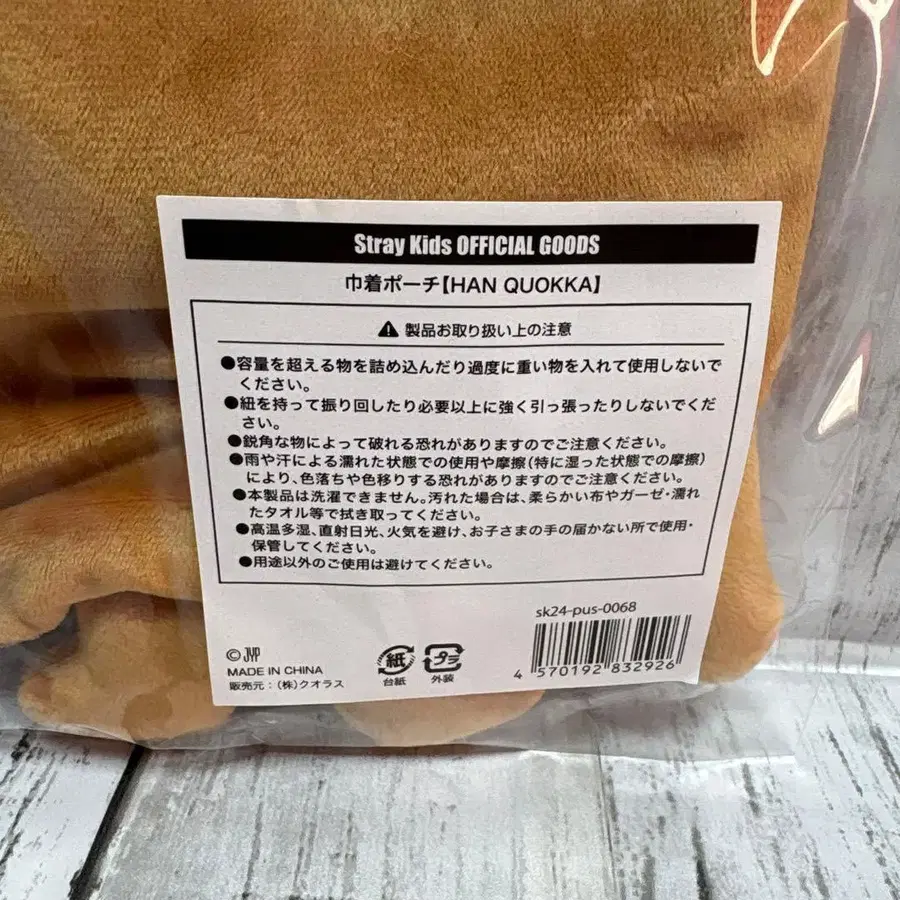 Stray Kids OFFICIAL GOODS
巾着ポーチ【HAN QUOKKA】
⚠ 製品お取り扱い上の注意
●容量を超える物を詰め込んだり過度に重い物を入れて使用しないで
ください。
●紐を持って振り回したり必要以上に強く引っ張ったりしないでくだ
さい。
●鋭角な物によって破れる恐れがありますのでご注意ください。
●雨や汗による濡れた状態での使用や摩擦(特に湿った状態での摩擦)
により、色落ちや色移りする恐れがありますのでご注意ください。
●本製品は洗濯できません。汚れた場合は、柔らかい布やガーゼ・濡れ
たタオル等で拭き取ってください。
●高温多湿、直射日光、火気を避け、お子さまの手の届かない所で使用・
保管してください。
●用途以外のご使用は避けてください。
sk24-pus-0068
4 570192 832926
© JYP
MADE IN CHINA
販売元：(株)クオラス
紙
台紙
プラ
外装